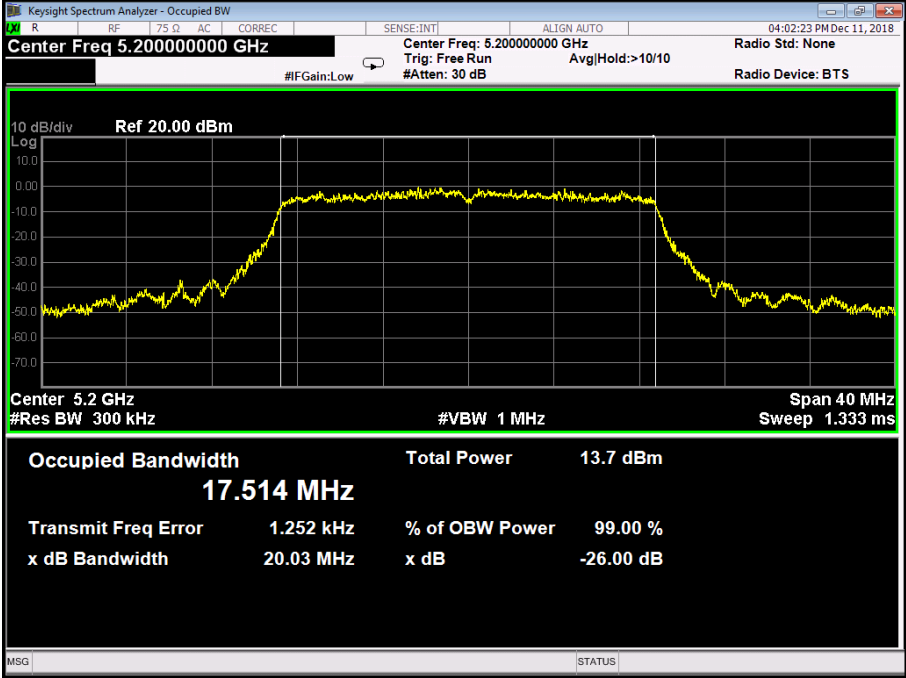 Keysight Spectrum Analyzer - Occupied BW
LXI R RF 75 Ω AC CORREC SENSE:INT ALIGN AUTO 04:02:23 PM Dec 11, 2018
Center Freq 5.200000000 GHz
Center Freq: 5.200000000 GHz
Radio Std: None
Trig: Free Run Avg|Hold:>10/10
#IFGain:Low #Atten: 30 dB Radio Device: BTS
10 dB/div Ref 20.00 dBm
Log
10.0
0.00
-10.0
-20.0
-30.0
-40.0
-50.0
-60.0
-70.0
Center 5.2 GHz Span 40 MHz
#Res BW 300 kHz #VBW 1 MHz Sweep 1.333 ms
Occupied Bandwidth Total Power 13.7 dBm
17.514 MHz
Transmit Freq Error 1.252 kHz % of OBW Power 99.00 %
x dB Bandwidth 20.03 MHz x dB -26.00 dB
MSG STATUS